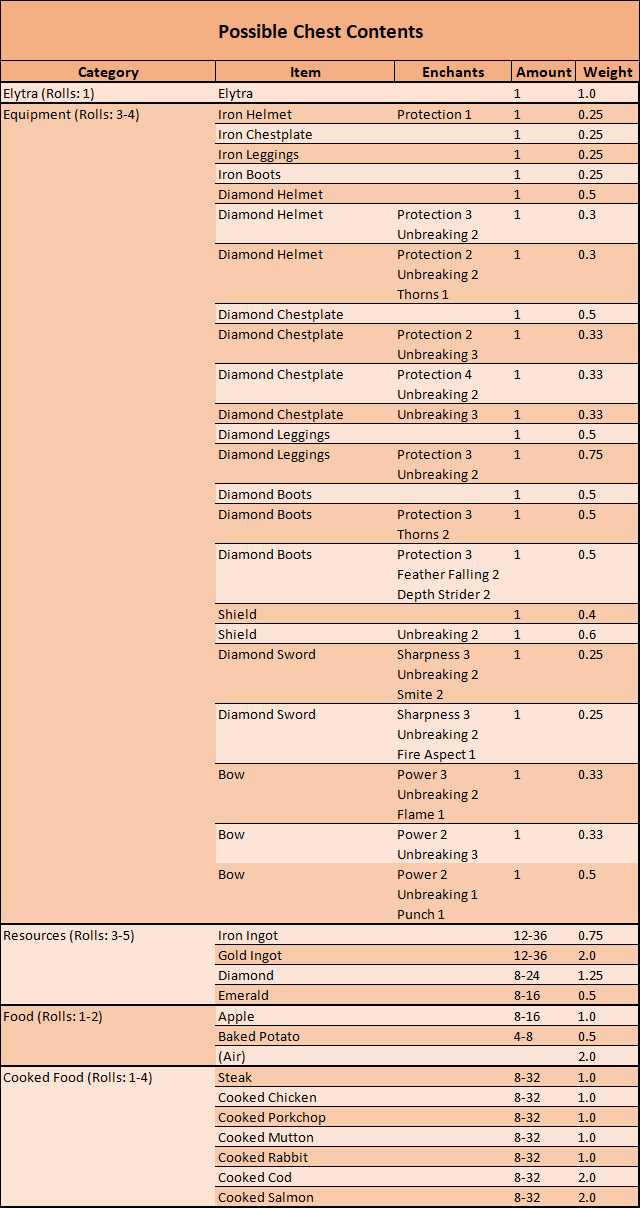 Possible Chest Contents
Category Item Enchants Amount Weight
Elytra (Rolls: 1) Elytra 1 1.0
Equipment (Rolls: 3-4) Iron Helmet Protection 1 1 0.25
Iron Chestplate 1 0.25
Iron Leggings 1 0.25
Iron Boots 1 0.25
Diamond Helmet 1 0.5
Diamond Helmet Protection 3 1 0.3
Unbreaking 2
Diamond Helmet Protection 2 1 0.3
Unbreaking 2
Thorns 1
Diamond Chestplate 1 0.5
Diamond Chestplate Protection 2 1 0.33
Unbreaking 3
Diamond Chestplate Protection 4 1 0.33
Unbreaking 2
Diamond Chestplate Unbreaking 3 1 0.33
Diamond Leggings 1 0.5
Diamond Leggings Protection 3 1 0.75
Unbreaking 2
Diamond Boots 1 0.5
Diamond Boots Protection 3 1 0.5
Thorns 2
Diamond Boots Protection 3 1 0.5
Feather Falling 2
Depth Strider 2
Shield 1 0.4
Shield Unbreaking 2 1 0.6
Diamond Sword Sharpness 3 1 0.25
Unbreaking 2
Smite 2
Diamond Sword Sharpness 3 1 0.25
Unbreaking 2
Fire Aspect 1
Bow Power 3 1 0.33
Unbreaking 2
Flame 1
Bow Power 2 1 0.33
Unbreaking 3
Bow Power 2 1 0.5
Unbreaking 1
Punch 1
Resources (Rolls: 3-5) Iron Ingot 12-36 0.75
Gold Ingot 12-36 2.0
Diamond 8-24 1.25
Emerald 8-16 0.5
Food (Rolls: 1-2) Apple 8-16 1.0
Baked Potato 4-8 0.5
(Air) 2.0
Cooked Food (Rolls: 1-4) Steak 8-32 1.0
Cooked Chicken 8-32 1.0
Cooked Porkchop 8-32 1.0
Cooked Mutton 8-32 1.0
Cooked Rabbit 8-32 1.0
Cooked Cod 8-32 2.0
Cooked Salmon 8-32 2.0